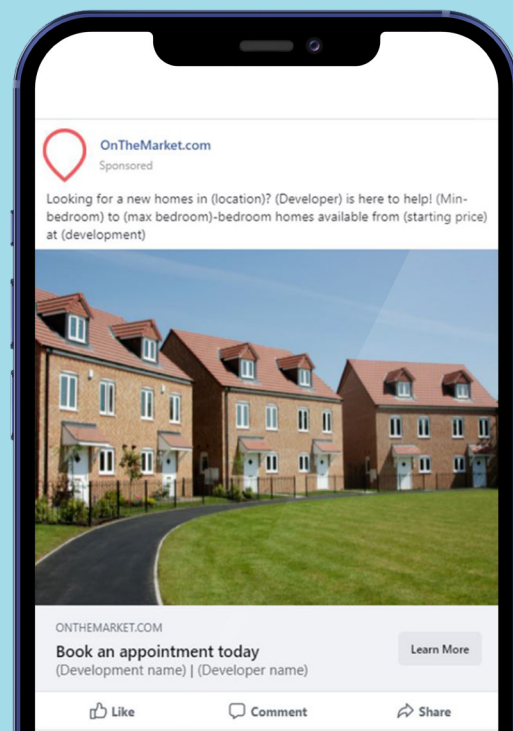 OnTheMarket.com
Sponsored
Looking for a new homes in (location)? (Developer) is here to help! (Min-
bedroom) to (max bedroom)-bedroom homes available from (starting price)
at (development)
ONTHEMARKET.COM
Book an appointment today
(Development name) | (Developer name)
Learn More
Like
Comment
Share